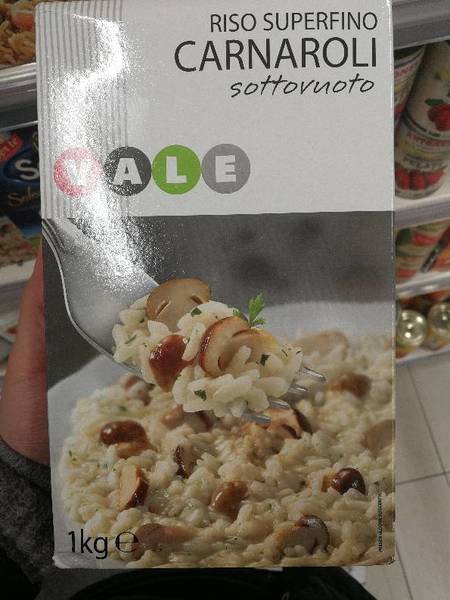 RISO SUPERFINO
CARNAROLI
sottovuoto
VALE
1kg e